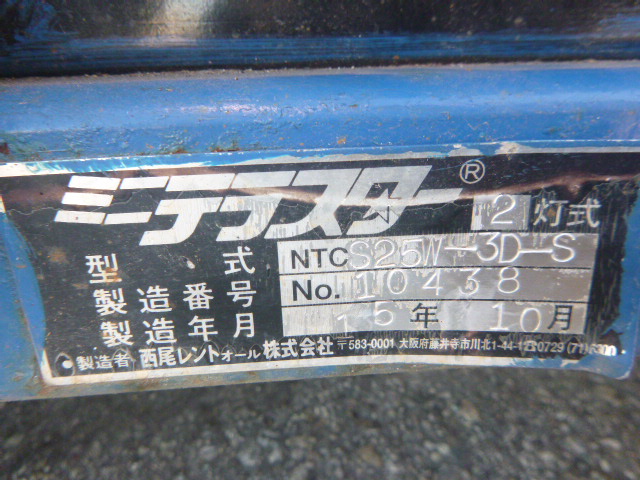 ミニテラスター® 2灯式
型式 NTCS25W-3D-S
製造番号 No. 10438
製造年月 15年 10月
製造者 西尾レントオール株式会社 〒583-0001 大阪府藤井寺市川北1-44-1 0729